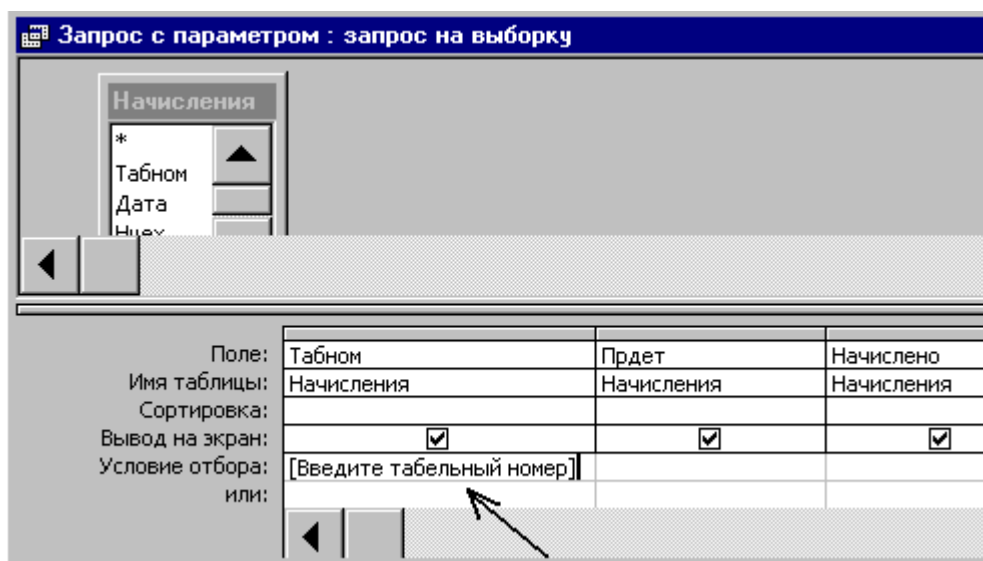 Запрос с параметром : запрос на выборку
Начисления
*
Табном
Дата
Нцех
Поле: Табном Прдет Начислено
Имя таблицы: Начисления Начисления Начисления
Сортировка:
Вывод на экран:
Условие отбора: [Введите табельный номер]
или: